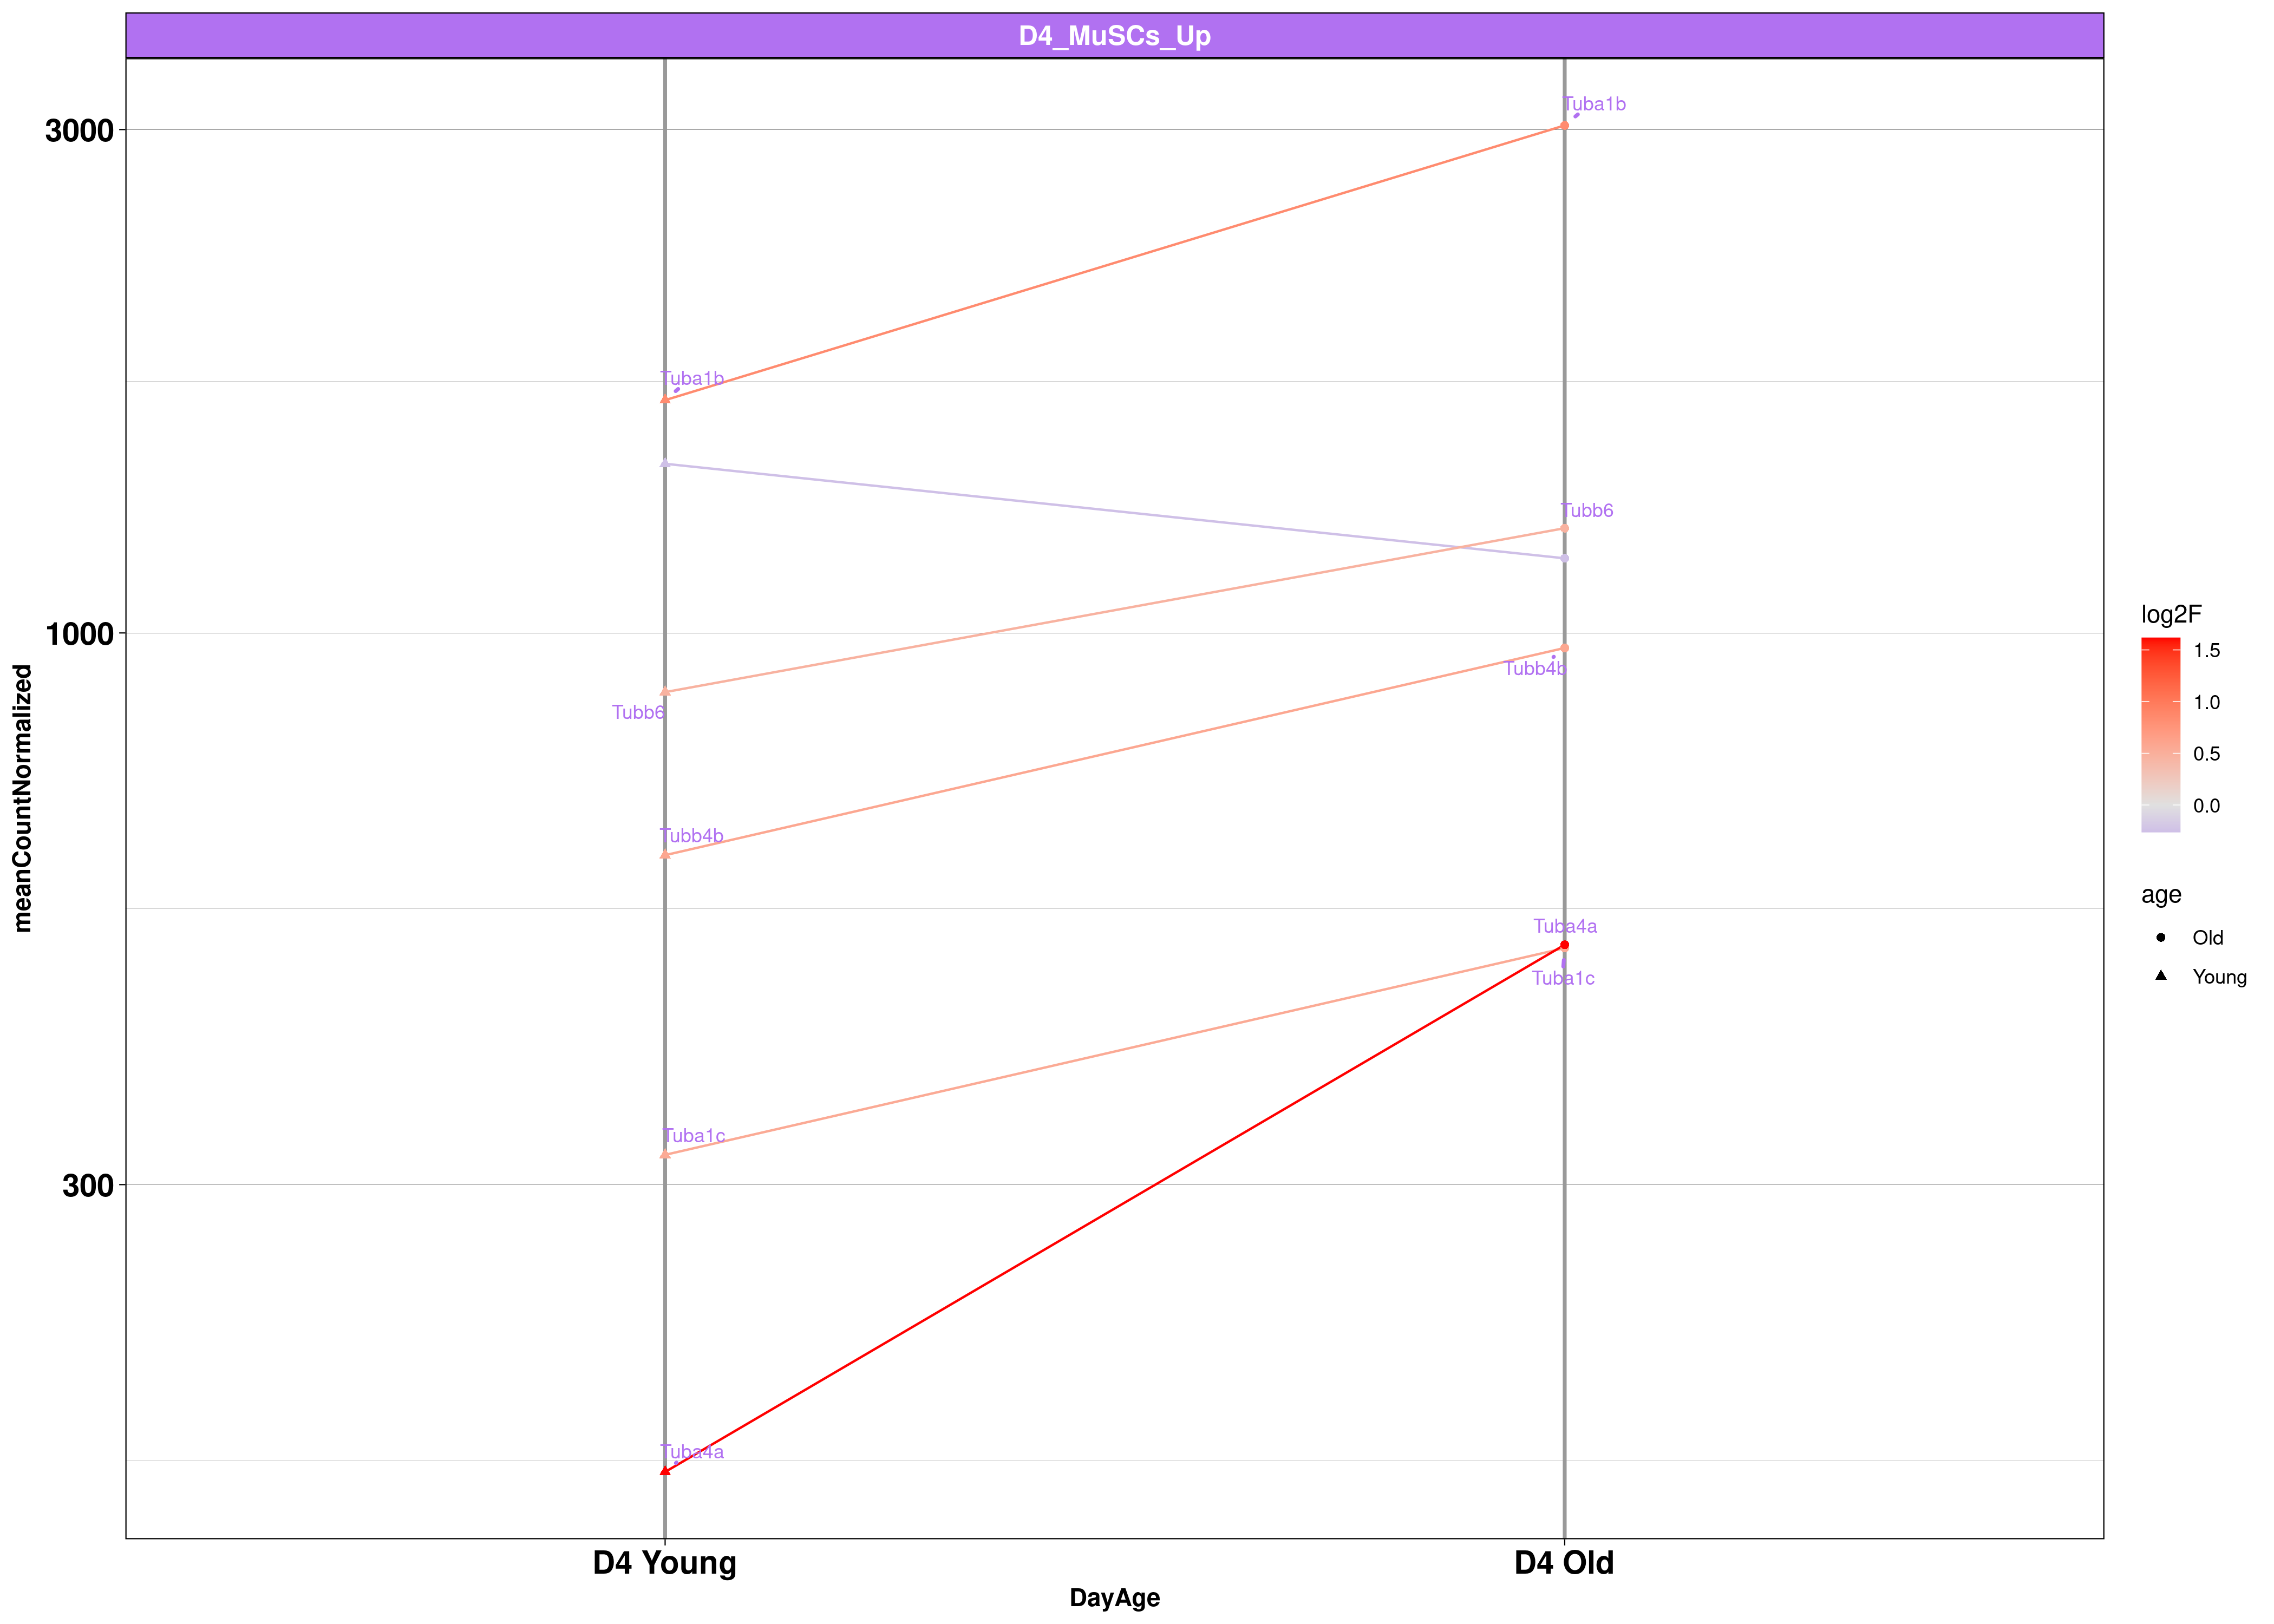 D4_MuSCs_Up
3000
1000
300
meanCountNormalized
Tuba1b
Tuba1b
Tubb6
Tubb6
Tubb4b
Tubb4b
Tuba4a
Tuba1c
Tuba1c
Tuba4a
D4 Young
D4 Old
DayAge
log2F
1.5
1.0
0.5
0.0
age
Old
Young